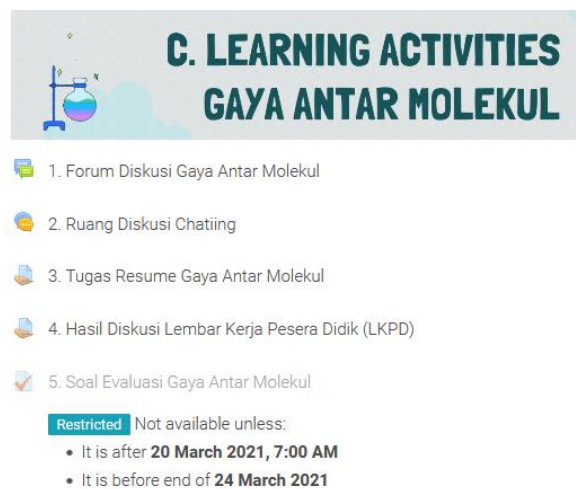 C. LEARNING ACTIVITIES
GAYA ANTAR MOLEKUL
1. Forum Diskusi Gaya Antar Molekul
2. Ruang Diskusi Chatiing
3. Tugas Resume Gaya Antar Molekul
4. Hasil Diskusi Lembar Kerja Pesera Didik (LKPD)
5. Soal Evaluasi Gaya Antar Molekul
Restricted Not available unless:
• It is after 20 March 2021, 7:00 AM
• It is before end of 24 March 2021